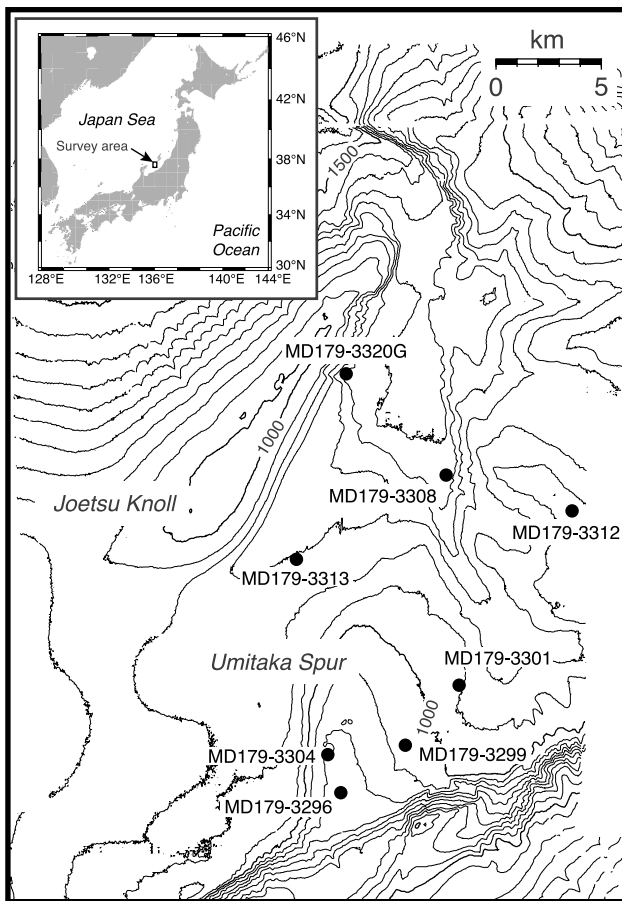 46°N
42°N
38°N
34°N
30°N
128°E
132°E
136°E
140°E
144°E
Japan Sea
Survey area
Pacific
Ocean
km
0
5
1500
MD179-3320G
1000
MD179-3308
Joetsu Knoll
MD179-3312
MD179-3313
Umitaka Spur
MD179-3301
1000
MD179-3304
MD179-3299
MD179-3296